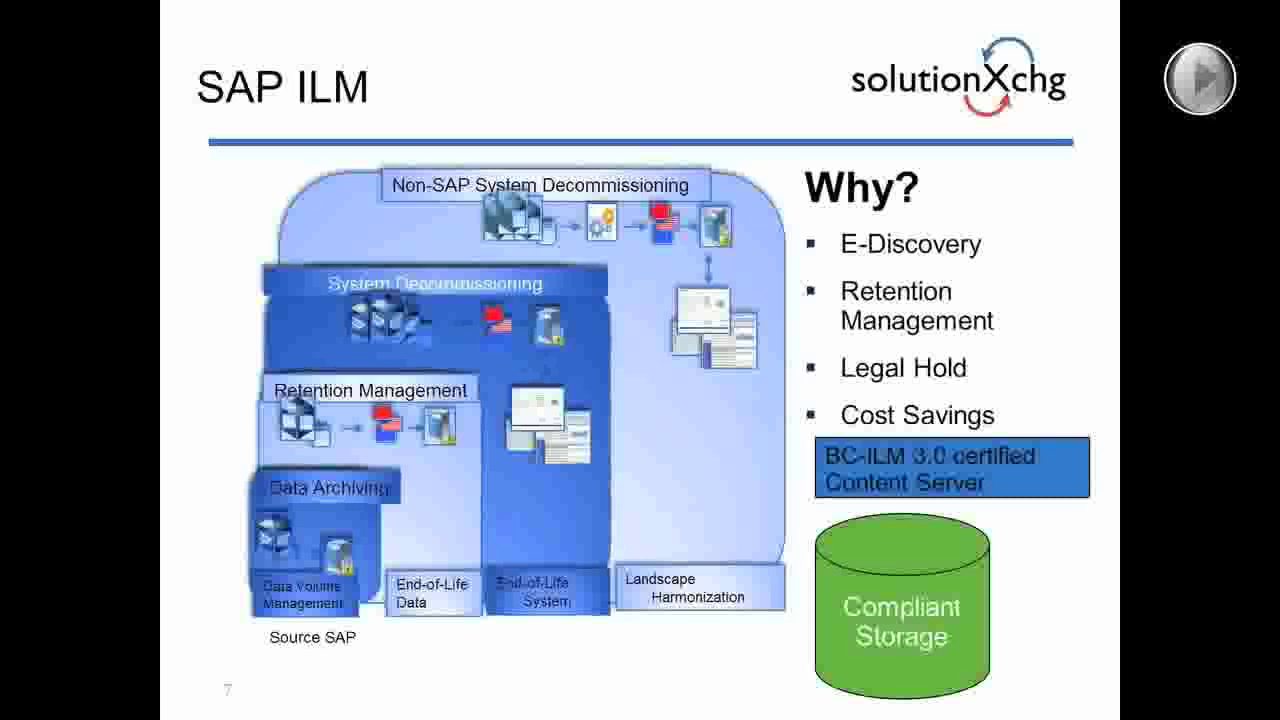 SAP ILM
solutionXchg
Non-SAP System Decommissioning
System Decommissioning
Retention Management
Data Archiving
Data Volume
Management
End-of-Life
Data
End-of-Life
System
Landscape
Harmonization
Source SAP
Why?
E-Discovery
Retention
Management
Legal Hold
Cost Savings
BC-ILM 3.0 certified
Content Server
Compliant
Storage
7